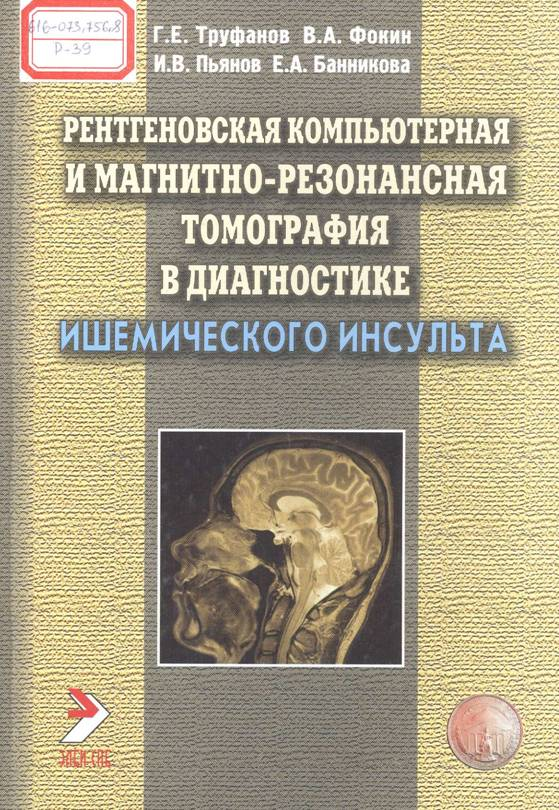 616-073,756.8
Р-39
Г.Е. Труфанов В.А. Фокин
И.В. Пьянов Е.А. Банникова
РЕНТГЕНОВСКАЯ КОМПЬЮТЕРНАЯ
И МАГНИТНО-РЕЗОНАНСНАЯ
ТОМОГРАФИЯ
В ДИАГНОСТИКЕ
ИШЕМИЧЕСКОГО ИНСУЛЬТА
ЭЛБИ-СПБ